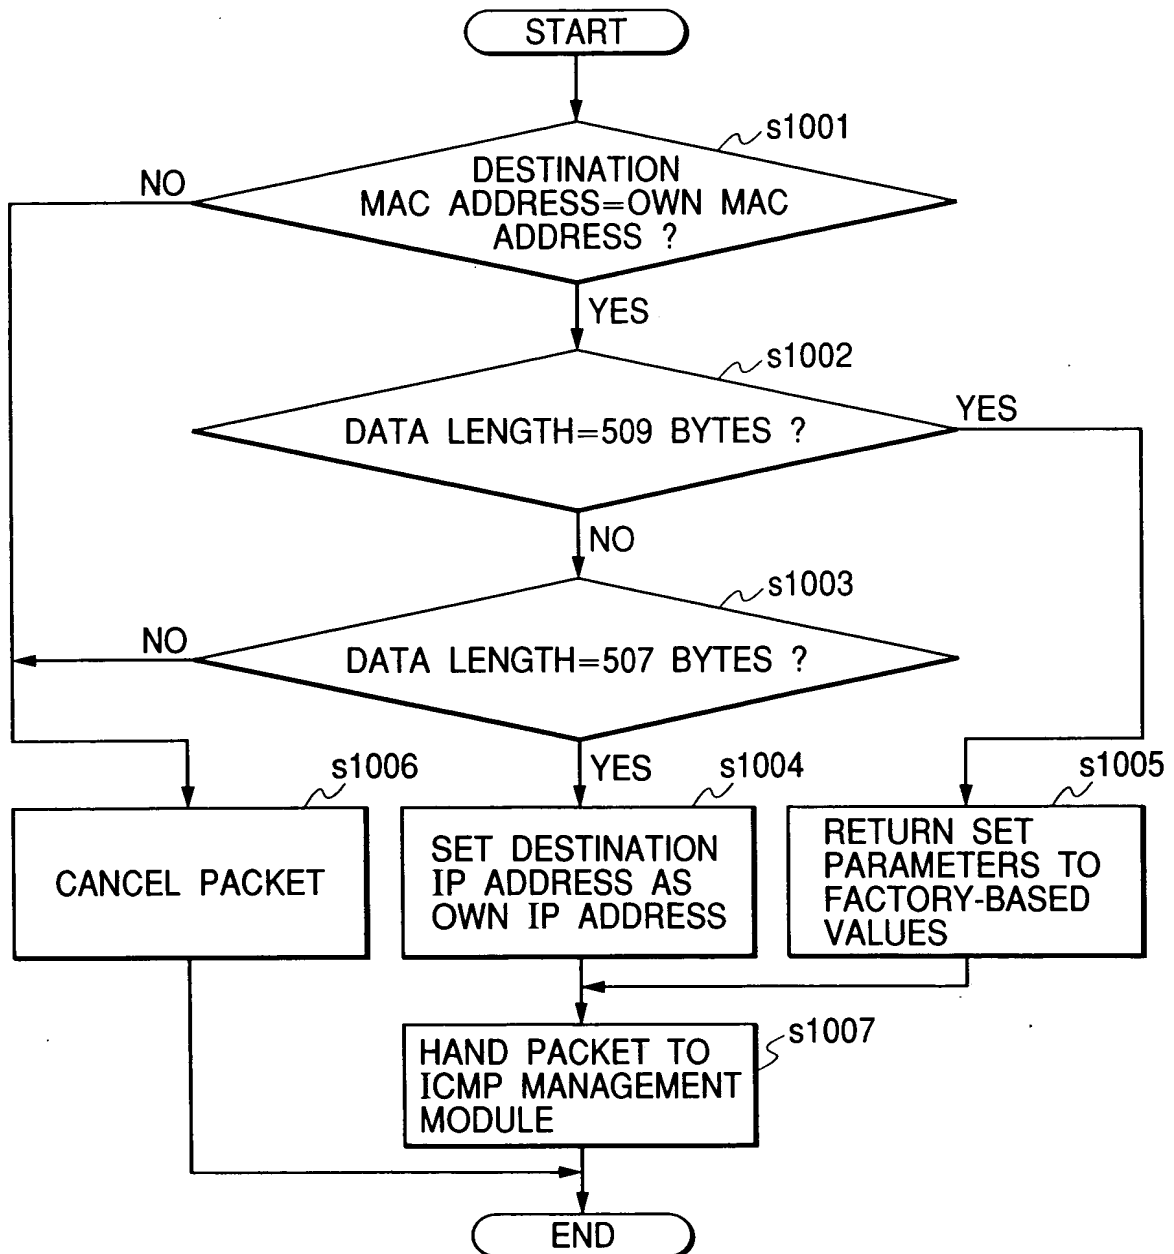 START
s1001
NO
DESTINATION
MAC ADDRESS=OWN MAC
ADDRESS ?
YES
s1002
YES
DATA LENGTH=509 BYTES ?
NO
s1003
NO
DATA LENGTH=507 BYTES ?
YES
s1006
s1004
s1005
CANCEL PACKET
SET DESTINATION
IP ADDRESS AS
OWN IP ADDRESS
RETURN SET
PARAMETERS TO
FACTORY-BASED
VALUES
s1007
HAND PACKET TO
ICMP MANAGEMENT
MODULE
END